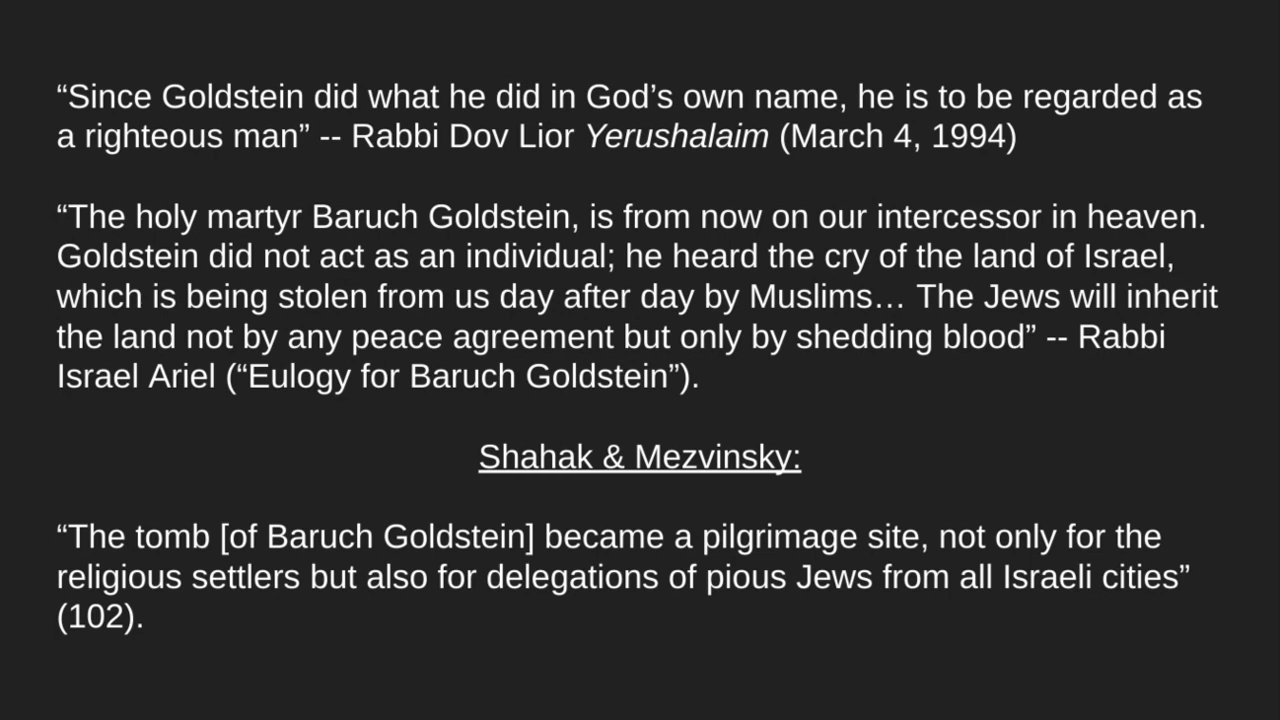 “Since Goldstein did what he did in God’s own name, he is to be regarded as
a righteous man” -- Rabbi Dov Lior Yerushalaim (March 4, 1994)
“The holy martyr Baruch Goldstein, is from now on our intercessor in heaven.
Goldstein did not act as an individual; he heard the cry of the land of Israel,
which is being stolen from us day after day by Muslims… The Jews will inherit
the land not by any peace agreement but only by shedding blood” -- Rabbi
Israel Ariel (“Eulogy for Baruch Goldstein”).
Shahak & Mezvinsky:
“The tomb [of Baruch Goldstein] became a pilgrimage site, not only for the
religious settlers but also for delegations of pious Jews from all Israeli cities”
(102).